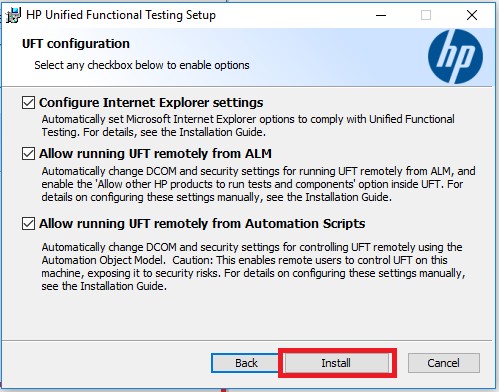 HP Unified Functional Testing Setup
UFT configuration
Select any checkbox below to enable options
hp
Configure Internet Explorer settings
Automatically set Microsoft Internet Explorer options to comply with Unified Functional
Testing. For details, see the Installation Guide.
Allow running UFT remotely from ALM
Automatically change DCOM and security settings for running UFT remotely from ALM, and
enable the 'Allow other HP products to run tests and components' option inside UFT. For
details on configuring these settings manually, see the Installation Guide.
Allow running UFT remotely from Automation Scripts
Automatically change DCOM and security settings for controlling UFT remotely using the
Automation Object Model.  Caution: This enables remote users to control UFT on this
machine, exposing it to security risks. For details on configuring these settings manually,
see the Installation Guide.
Back Install Cancel